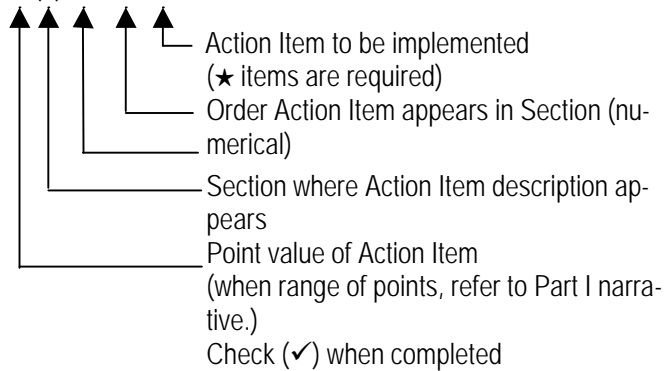 Action Item to be implemented
(★ items are required)
Order Action Item appears in Section (nu-
merical)
Section where Action Item description ap-
pears
Point value of Action Item
(when range of points, refer to Part I narra-
tive.)
Check (✓) when completed